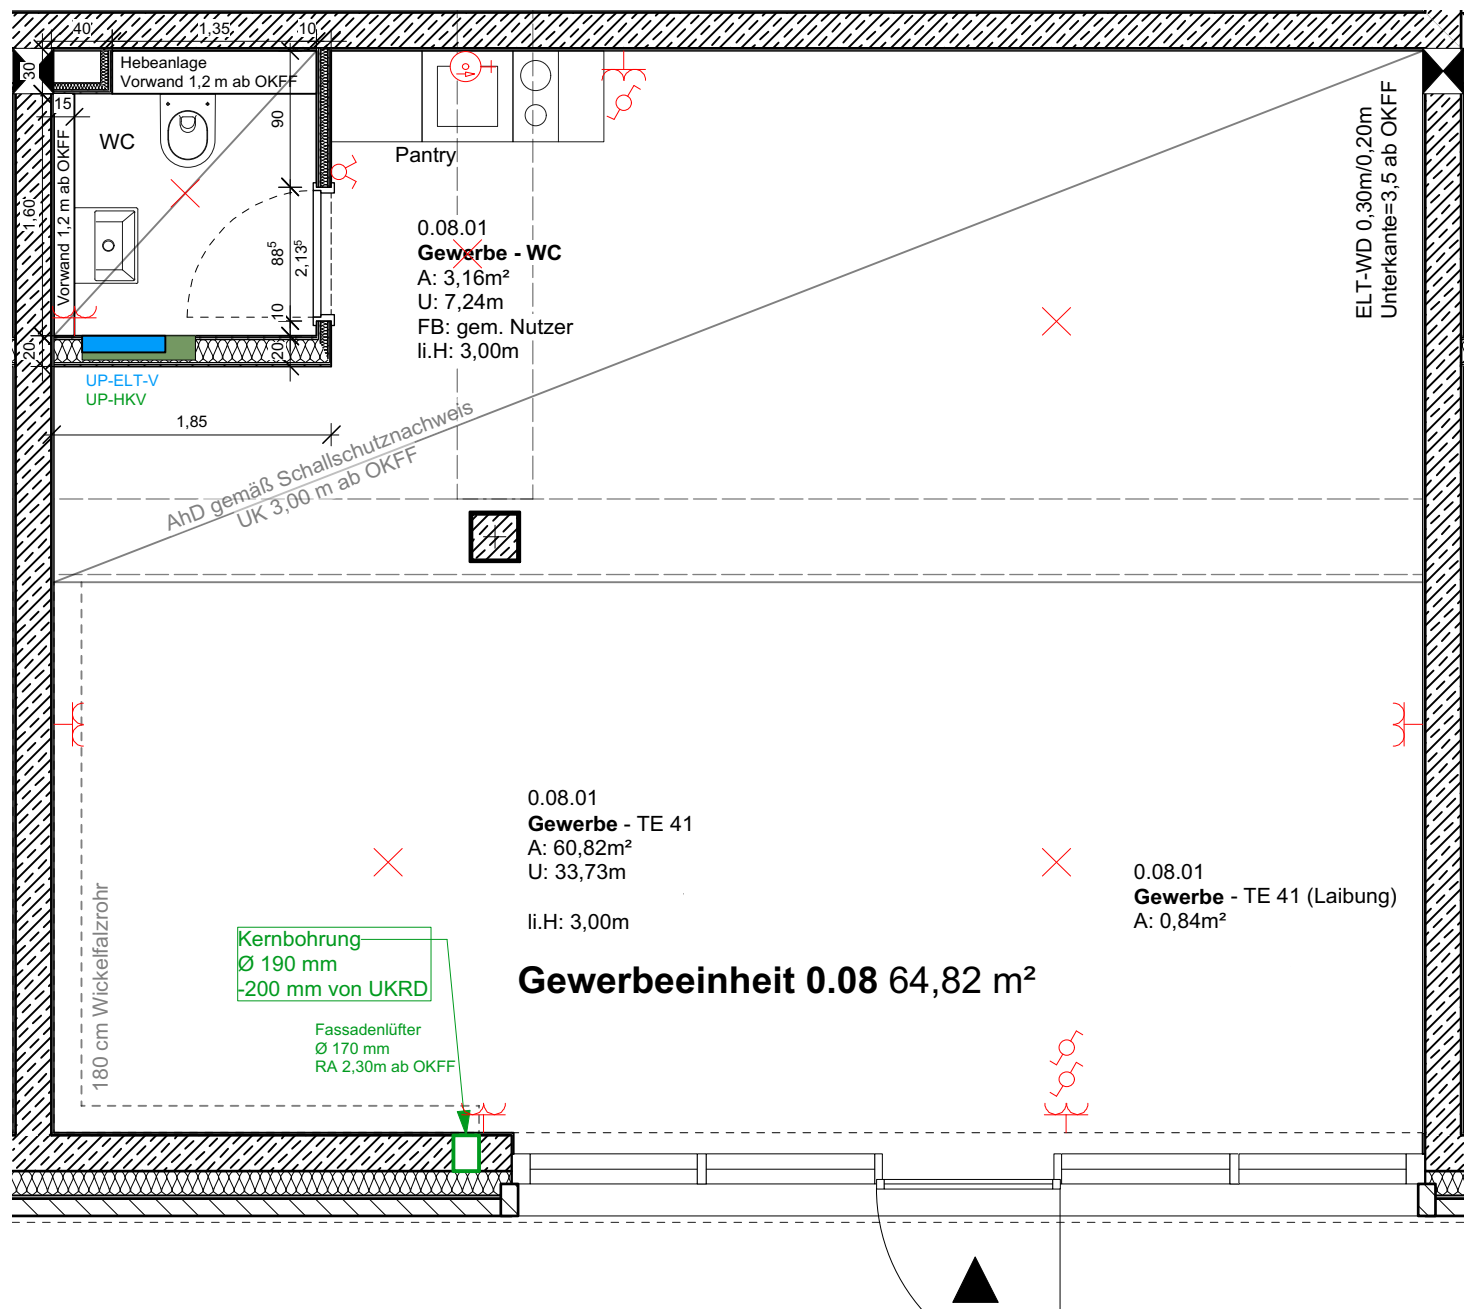 40
1,35
10
30
Hebeanlage
Vorwand 1,2 m ab OKFF
15
WC
90
Pantry
Vorwand 1,2 m ab OKFF
1,60
88⁵
2,13⁵
10
20
20
UP-ELT-V
UP-HKV
1,85
0.08.01
Gewerbe - WC
A: 3,16m²
U: 7,24m
FB: gem. Nutzer
li.H: 3,00m
ELT-WD 0,30m/0,20m
Unterkante=3,5 ab OKFF
AhD gemäß Schallschutznachweis
UK 3,00 m ab OKFF
0.08.01
Gewerbe - TE 41
A: 60,82m²
U: 33,73m
li.H: 3,00m
0.08.01
Gewerbe - TE 41 (Laibung)
A: 0,84m²
180 cm Wickelfalzrohr
Kernbohrung
Ø 190 mm
-200 mm von UKRD
Gewerbeeinheit 0.08 64,82 m²
Fassadenlüfter
Ø 170 mm
RA 2,30m ab OKFF